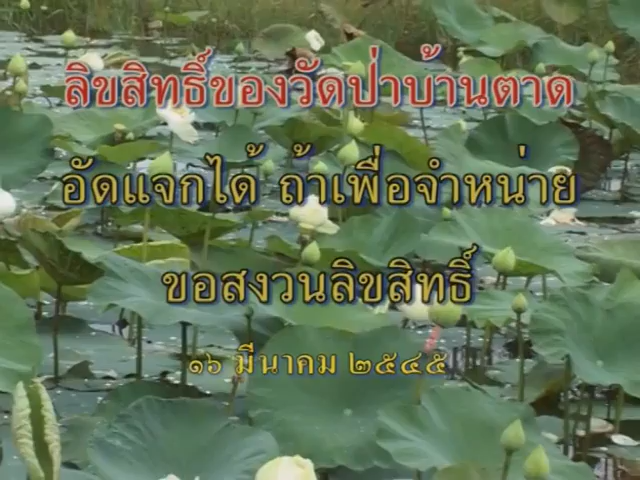 ลิขสิทธิ์ของวัดป่าบ้านตาด
อัดแจกได้ ถ้าเพื่อจำหน่าย
ขอสงวนลิขสิทธิ์
๑๖ มีนาคม ๒๕๔๕